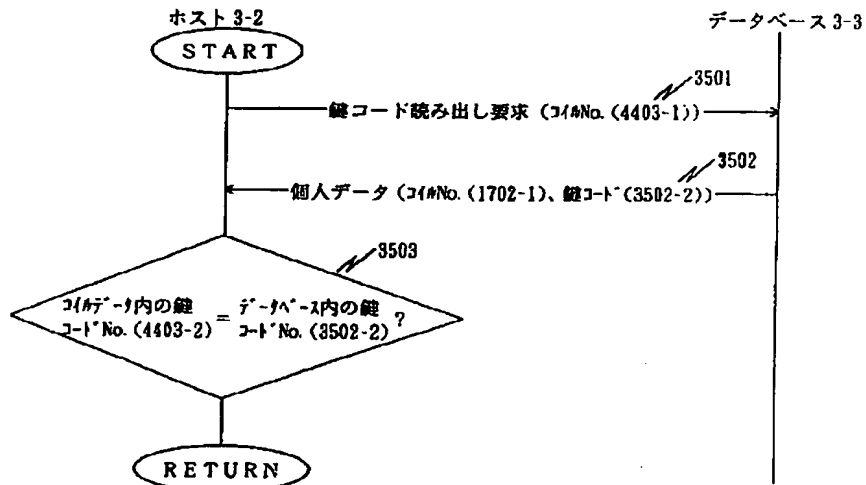 ホスト 3-2
データベース 3-3
START
3501
鍵コード読み出し要求 (コイルNo. (4403-1))
3502
個人データ (コイルNo. (1702-1)、鍵コード (3502-2))
3503
コイルデータ内の鍵 データベース内の鍵
コードNo. (4403-2) = コードNo. (3502-2) ?
RETURN